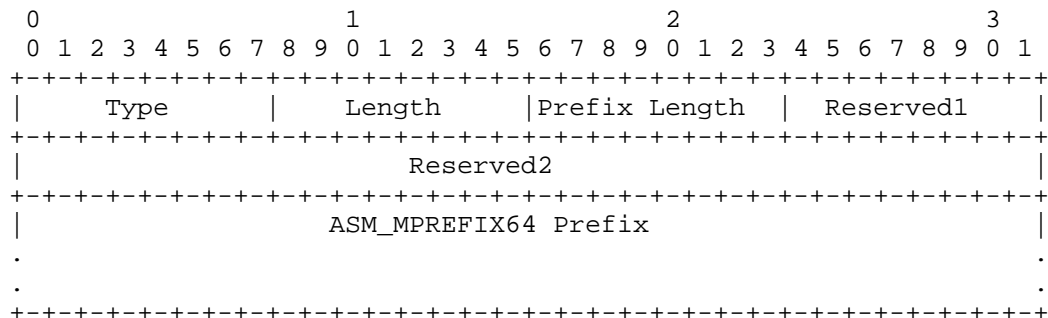 0                   1                   2                   3
 0 1 2 3 4 5 6 7 8 9 0 1 2 3 4 5 6 7 8 9 0 1 2 3 4 5 6 7 8 9 0 1
+-+-+-+-+-+-+-+-+-+-+-+-+-+-+-+-+-+-+-+-+-+-+-+-+-+-+-+-+-+-+-+-+
|     Type      |    Length     |Prefix Length  |  Reserved1    |
+-+-+-+-+-+-+-+-+-+-+-+-+-+-+-+-+-+-+-+-+-+-+-+-+-+-+-+-+-+-+-+-+
|                        Reserved2                              |
+-+-+-+-+-+-+-+-+-+-+-+-+-+-+-+-+-+-+-+-+-+-+-+-+-+-+-+-+-+-+-+-+
|                   ASM_MPREFIX64 Prefix                        |
.                                                               .
.                                                               .
+-+-+-+-+-+-+-+-+-+-+-+-+-+-+-+-+-+-+-+-+-+-+-+-+-+-+-+-+-+-+-+-+